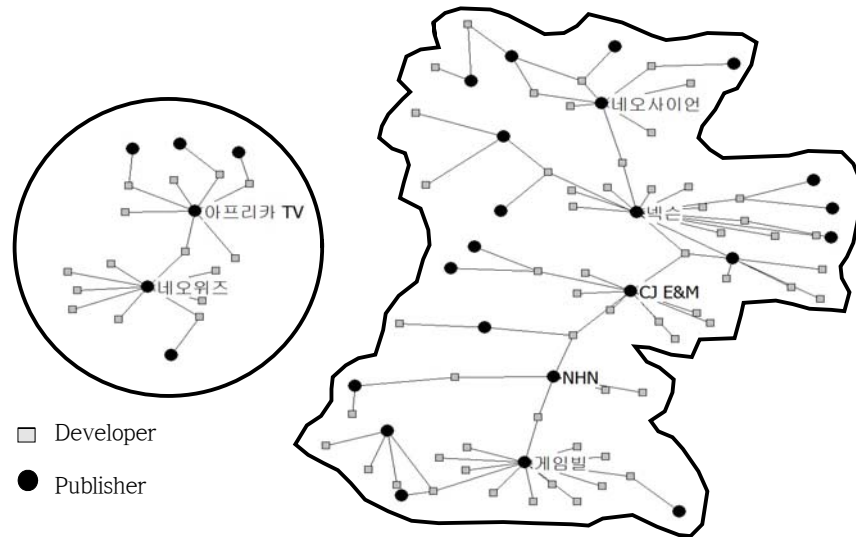 네오사이언
아프리카 TV
넥슨
네오위즈
CJ E&M
NHN
Developer
게임빌
Publisher